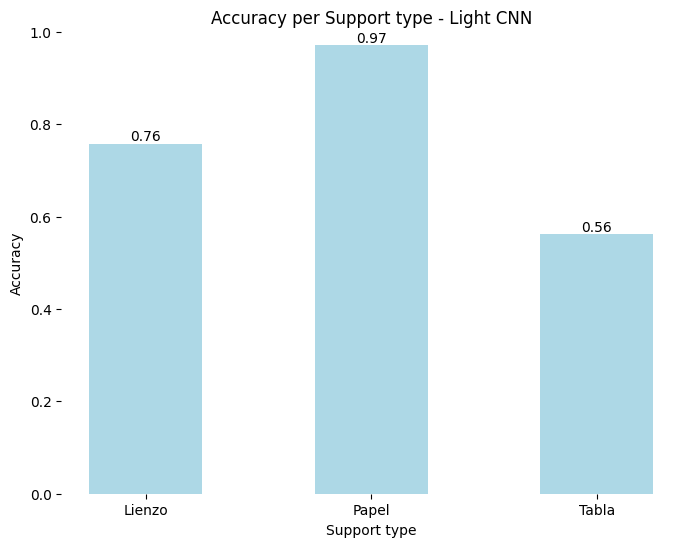 Accuracy per Support type - Light CNN
1.0
0.8
0.6
0.4
0.2
0.0
Accuracy
0.76
0.97
0.56
Lienzo
Papel
Tabla
Support type